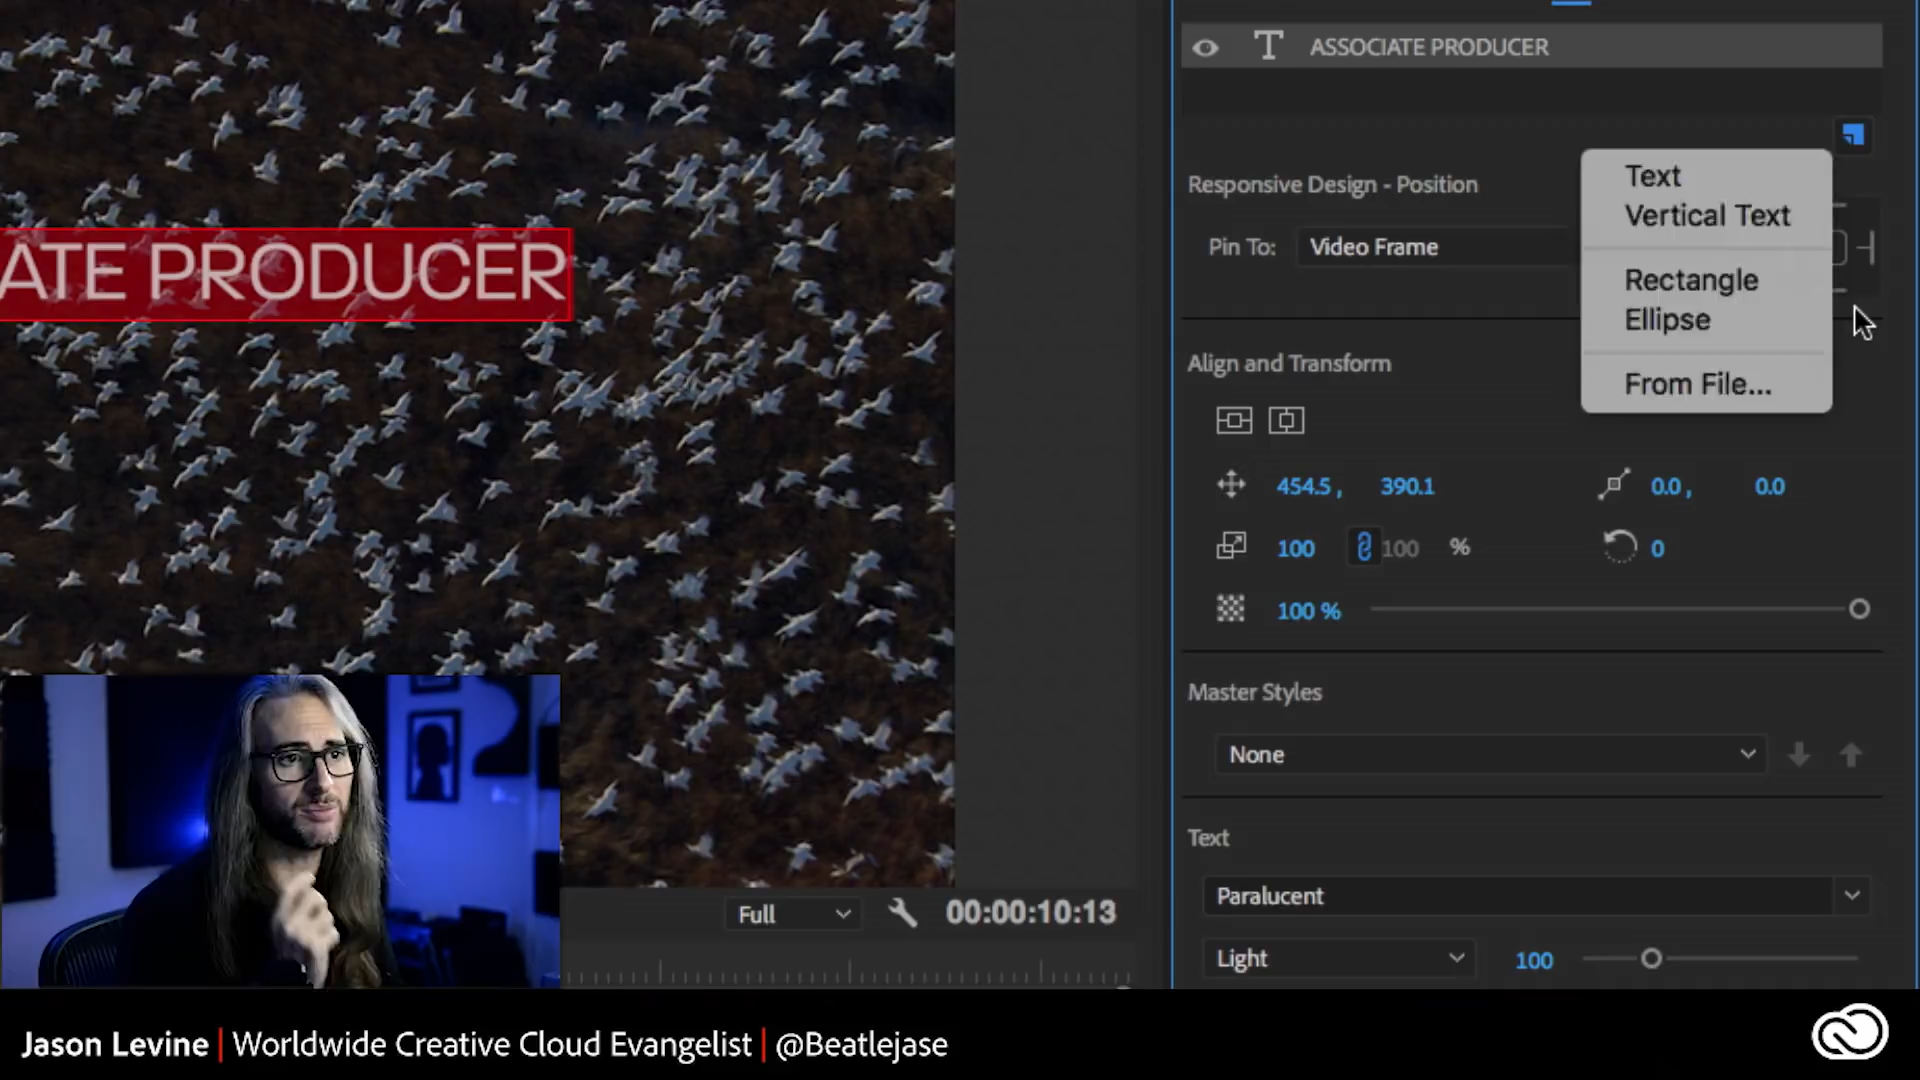 ASSOCIATE PRODUCER
Responsive Design - Position
Pin To: Video Frame
Text
Vertical Text
Rectangle
Ellipse
From File...
ATE PRODUCER
Align and Transform
454.5 , 390.1 0.0 , 0.0
100 100 % 0
100 %
Master Styles
None
Text
Paralucent
Light 100
Full 00:00:10:13
Jason Levine | Worldwide Creative Cloud Evangelist | @Beatlejase